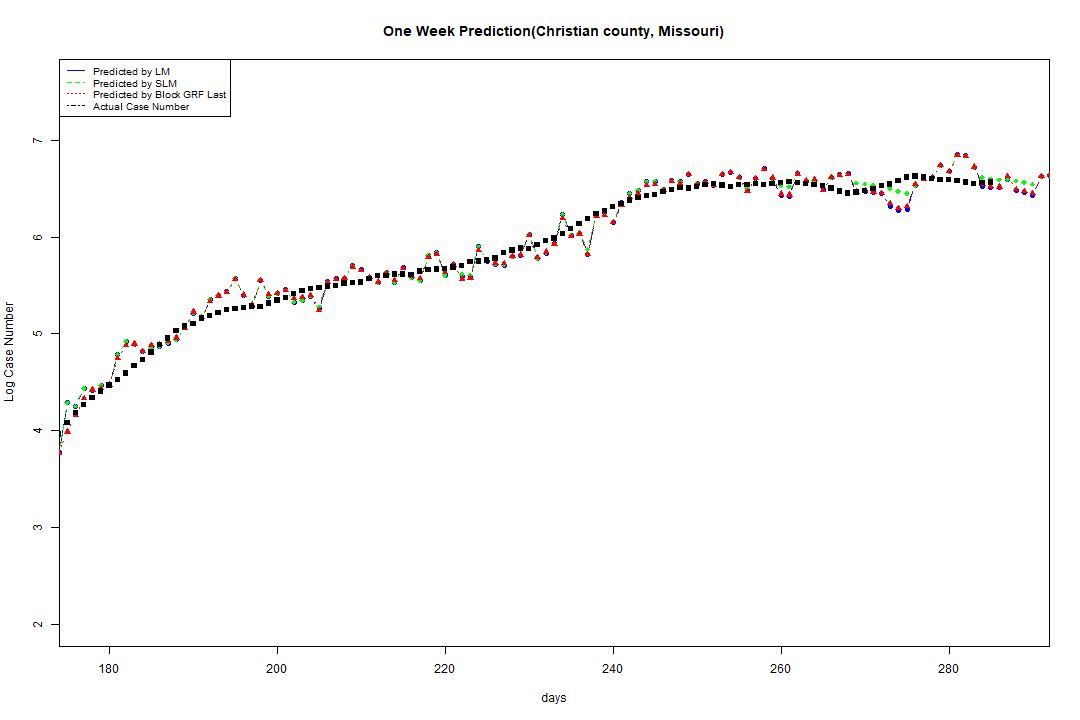 One Week Prediction(Christian county, Missouri)
Predicted by LM
Predicted by SLM
Predicted by Block GRF Last
Actual Case Number
7
6
5
4
3
2
Log Case Number
180 200 220 240 260 280
days